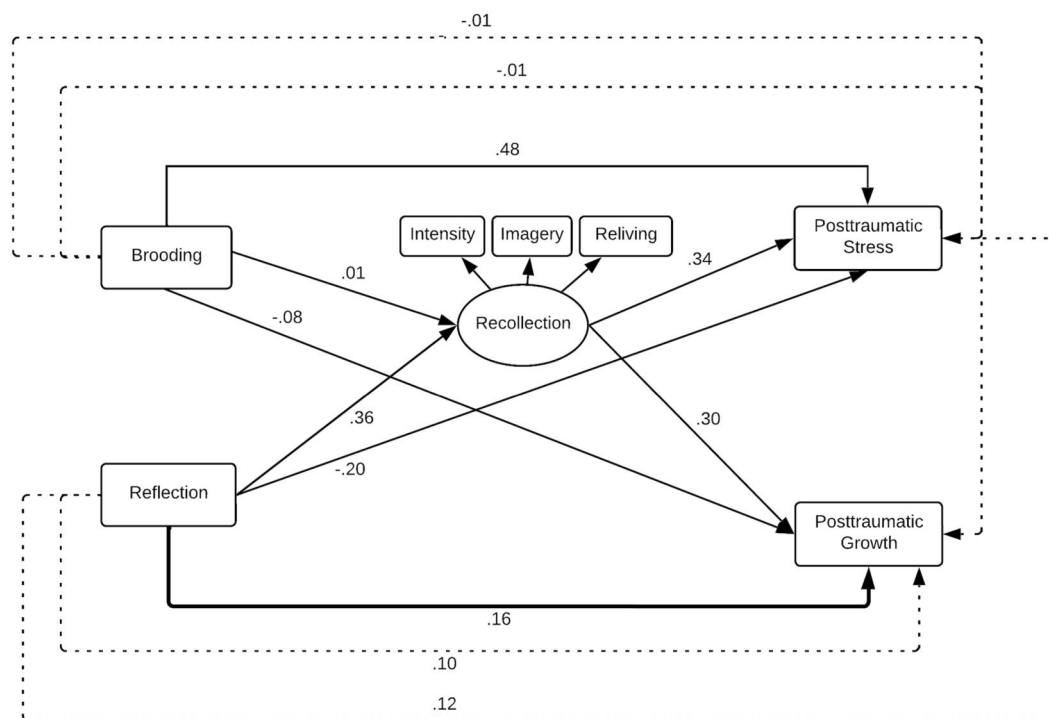 -.01
-.01
.48
Brooding
Intensity
Imagery
Reliving
Posttraumatic
Stress
.34
.01
-.08
Recollection
.36
.30
-.20
Reflection
Posttraumatic
Growth
.16
.10
.12